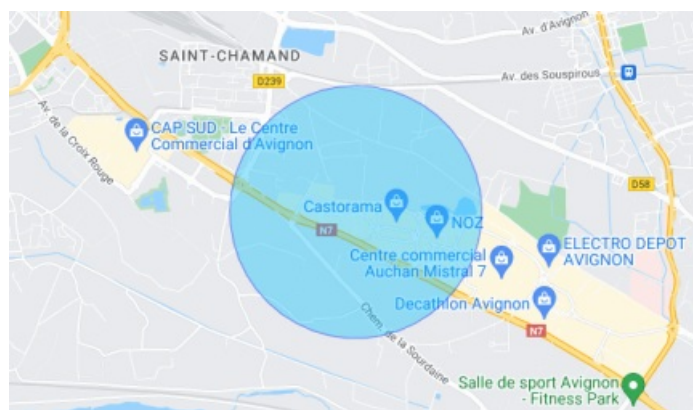 Av. d'Avignon
SAINT-CHAMAND
D239
Av. des Souspirous
Av. de la Croix Rouge
CAP SUD - Le Centre
Commercial d'Avignon
D58
Castorama
NOZ
N7
Centre commercial
Auchan Mistral 7
ELECTRO DEPOT
AVIGNON
Decathlon Avignon
Chem. de la Sourdaine
N7
Salle de sport Avignon
- Fitness Park